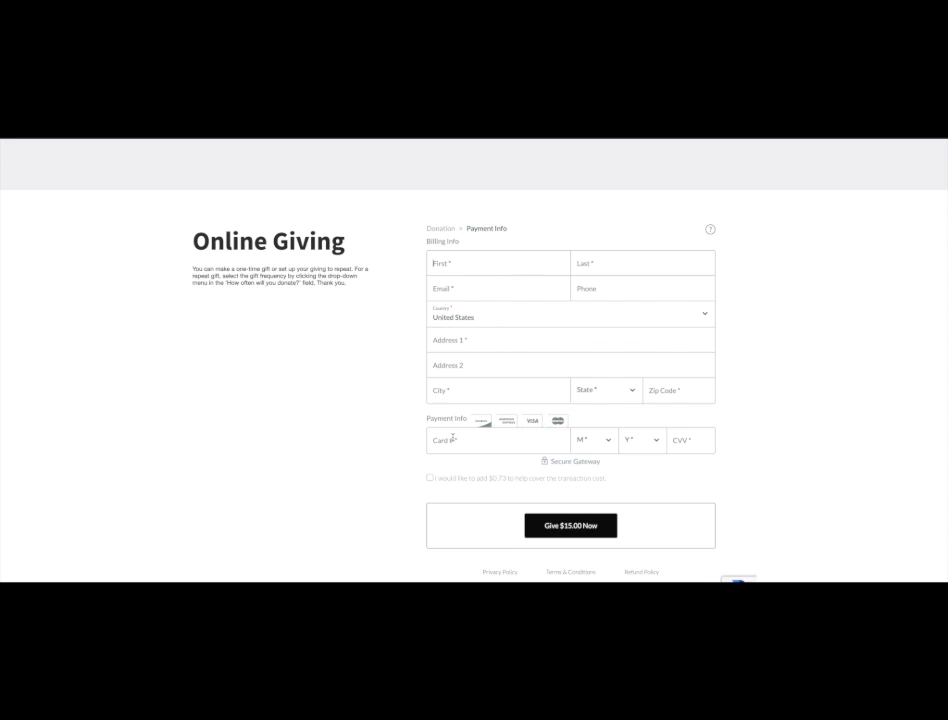 Online Giving
You can make a one-time gift or set up your giving to repeat. For a
repeat gift, select the gift frequency by clicking the drop-down
menu in the "How often will you donate?" field. Thank you.
Donation > Payment Info
?
Billing Info
First * Last *
Email * Phone
Country *
United States
Address 1 *
Address 2
City * State * Zip Code *
Payment Info VISA
Card # * M * Y * CVV *
Secure Gateway
I would like to add $0.73 to help cover the transaction cost.
Give $15.00 Now
Privacy Policy Terms & Conditions Refund Policy